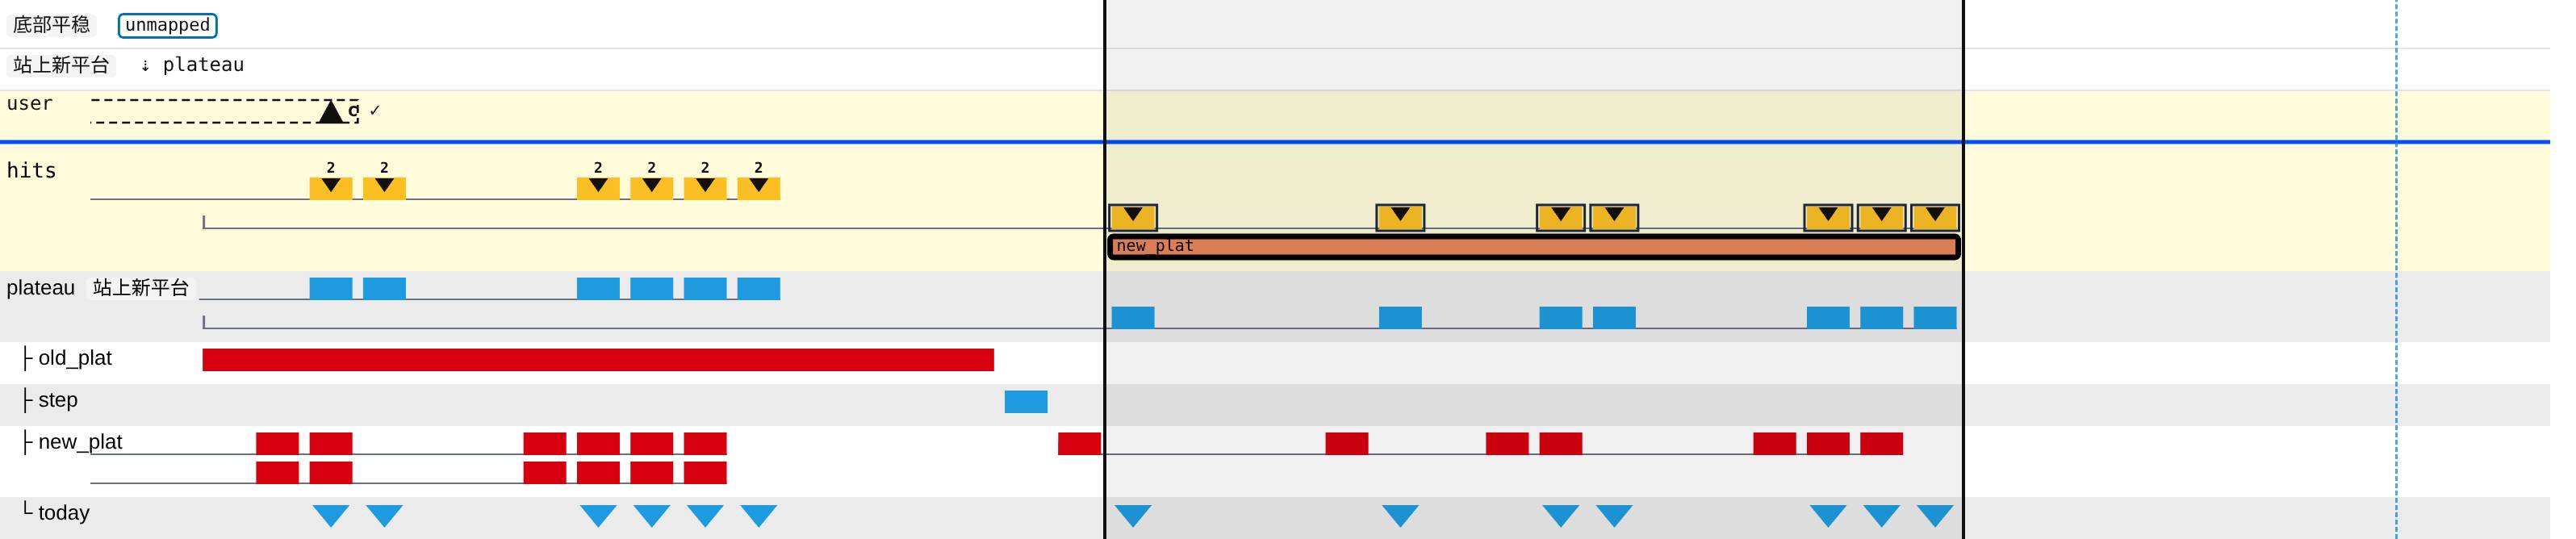 底部平稳 unmapped
站上新平台 ⇣ plateau
user ✓
hits 2 2 2 2 2 2
new_plat
plateau 站上新平台
├ old_plat
├ step
├ new_plat
└ today